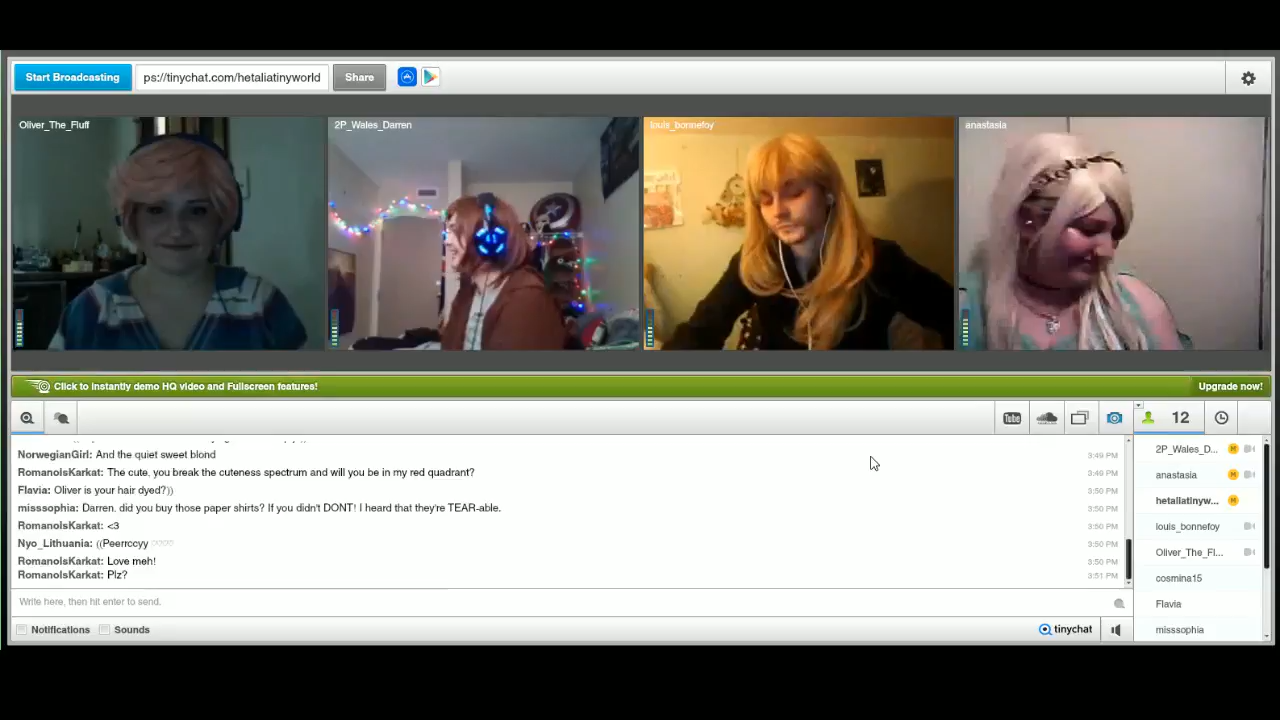 Start Broadcasting
ps://tinychat.com/hetaliatinyworld
Share
Oliver_The_Fluff
2P_Wales_Darren
louis_bonnefoy
anastasia
Click to instantly demo HQ video and Fullscreen features!
Upgrade now!
You Tube
12
NorwegianGirl: And the quiet sweet blond
3:49 PM
RomanoIsKarkat: The cute, you break the cuteness spectrum and will you be in my red quadrant?
3:49 PM
Flavia: Oliver is your hair dyed?))
3:50 PM
misssophia: Darren. did you buy those paper shirts? If you didn't DONT! I heard that they're TEAR-able.
3:50 PM
RomanoIsKarkat: <3
3:50 PM
Nyo_Lithuania: ((Peerrccyy ♡♡♡♡
3:50 PM
RomanoIsKarkat: Love meh!
3:50 PM
RomanoIsKarkat: Plz?
3:51 PM
Write here, then hit enter to send.
Notifications
Sounds
tinychat
2P_Wales_D...
M
anastasia
M
hetaliatinyw...
M
louis_bonnefoy
Oliver_The_Fl...
cosmina15
Flavia
misssophia